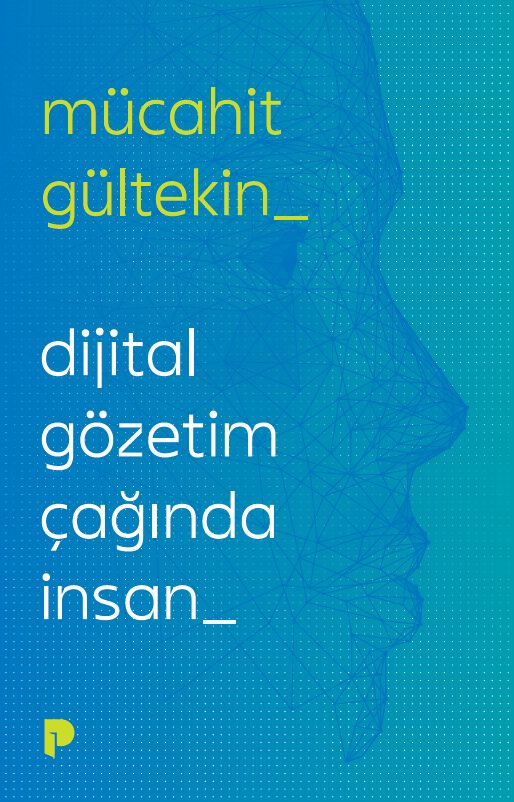 mücahit
gültekin_
dijital
gözetim
çağında
insan_